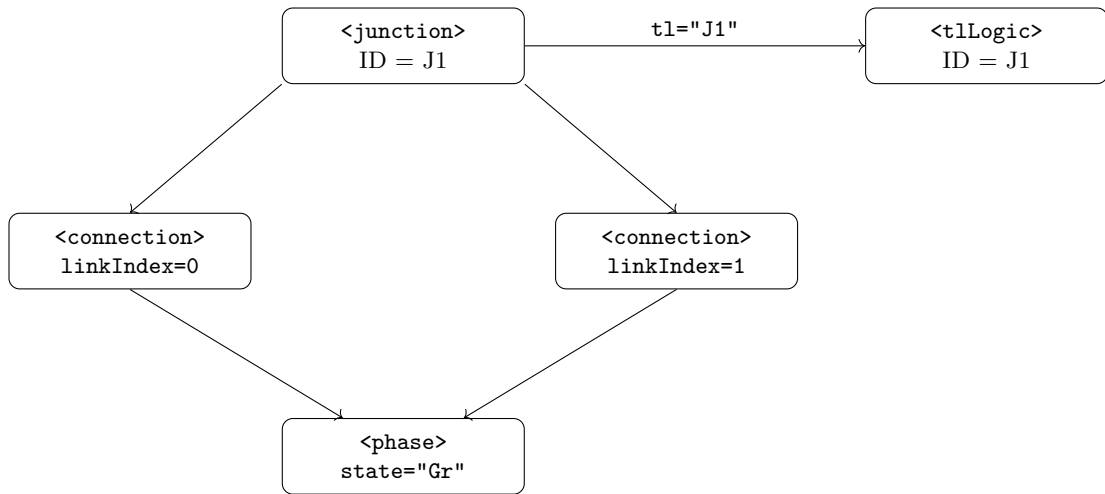 <junction>
ID = J1
tl="J1"
<tlLogic>
ID = J1
<connection>
linkIndex=0
<connection>
linkIndex=1
<phase>
state="Gr"